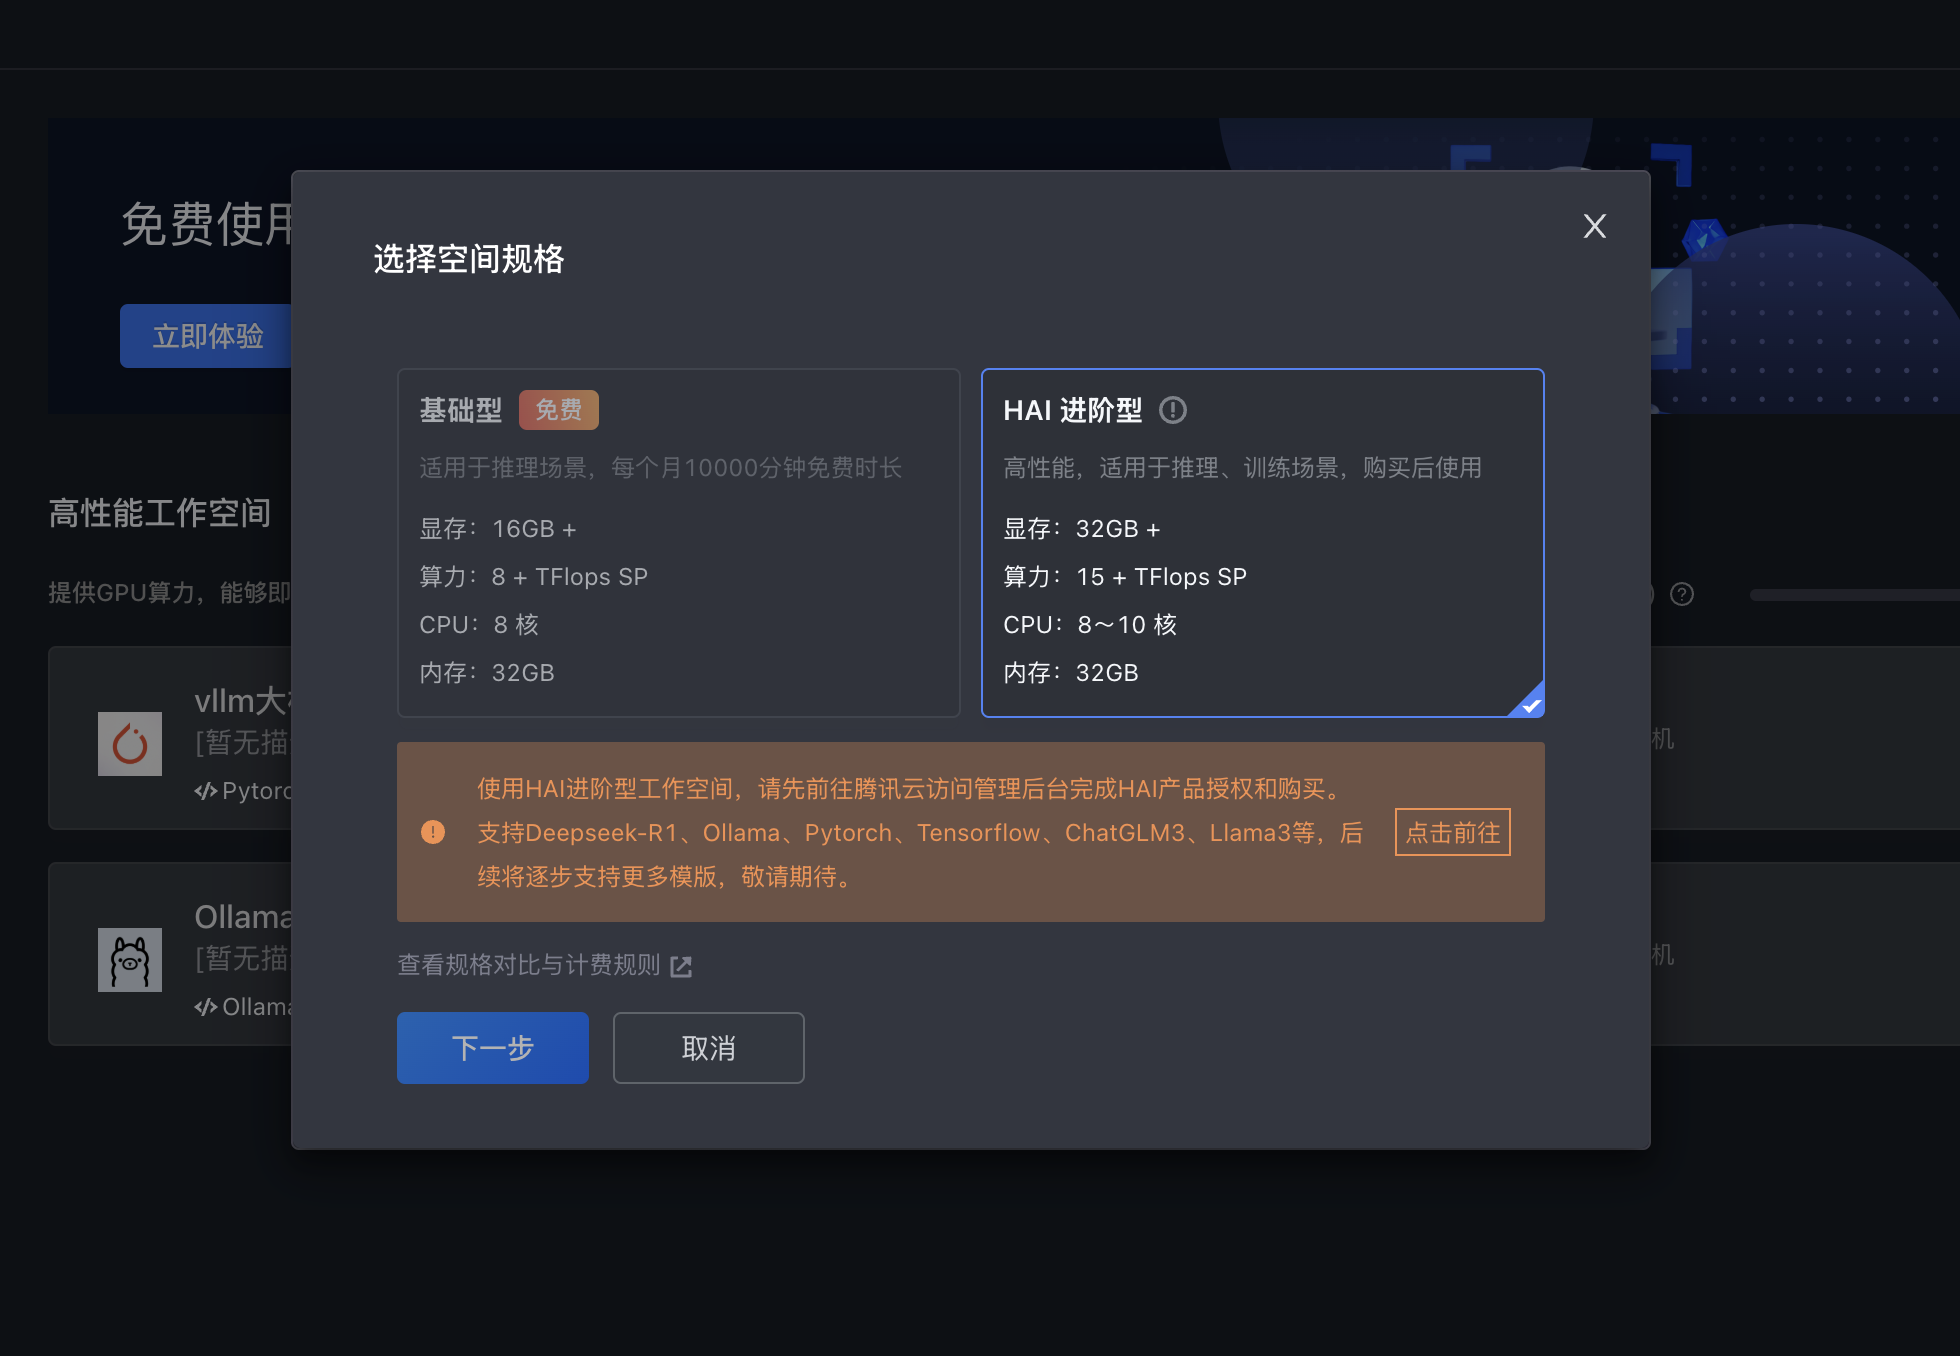 免费使用
立即体验
选择空间规格
基础型 免费
适用于推理场景，每个月10000分钟免费时长
显存：16GB +
算力：8 + TFlops SP
CPU：8 核
内存：32GB
HAI 进阶型
高性能，适用于推理、训练场景，购买后使用
显存：32GB +
算力：15 + TFlops SP
CPU：8～10 核
内存：32GB
使用HAI进阶型工作空间，请先前往腾讯云访问管理后台完成HAI产品授权和购买。
支持Deepseek-R1、Ollama、Pytorch、Tensorflow、ChatGLM3、Llama3等，后
续将逐步支持更多模版，敬请期待。
点击前往
查看规格对比与计费规则
下一步
取消
高性能工作空间
提供GPU算力，能够即
vllm大
[暂无描
Pytorc
机
Ollama
[暂无描
Ollama
机